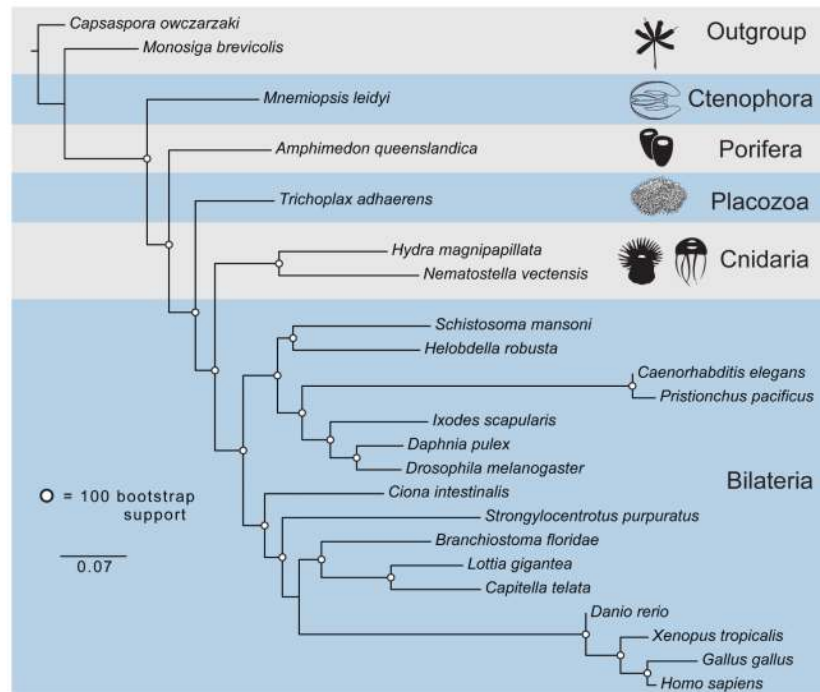 Capsaspora owczarzaki
Monosiga brevicolis
Outgroup
Mnemiopsis leidyi
Ctenophora
Amphimedon queenslandica
Porifera
Trichoplax adhaerens
Placozoa
Hydra magnipapillata
Nematostella vectensis
Cnidaria
Schistosoma mansoni
Helobdella robusta
Caenorhabditis elegans
Pristionchus pacificus
Ixodes scapularis
Daphnia pulex
Drosophila melanogaster
Bilateria
Ciona intestinalis
= 100 bootstrap
support
Strongylocentrotus purpuratus
Branchiostoma floridae
Lottia gigantea
0.07
Capitella telata
Danio rerio
Xenopus tropicalis
Gallus gallus
Homo sapiens